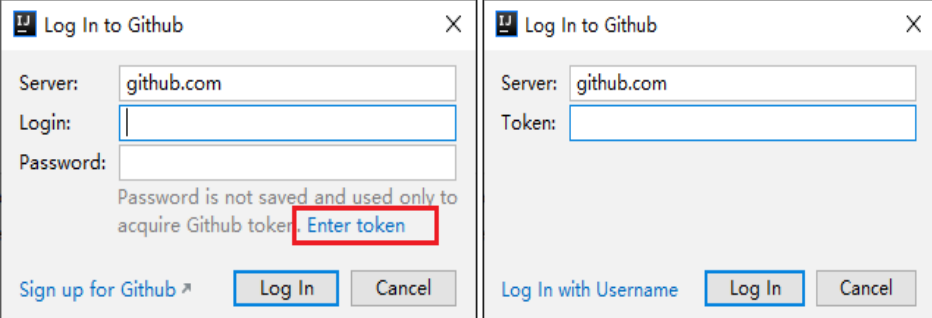 IJ Log In to Github
Server: github.com
Login:
Password:
Password is not saved and used only to
acquire Github token. Enter token
Sign up for Github Log In Cancel
IJ Log In to Github
Server: github.com
Token:
Log In with Username Log In Cancel